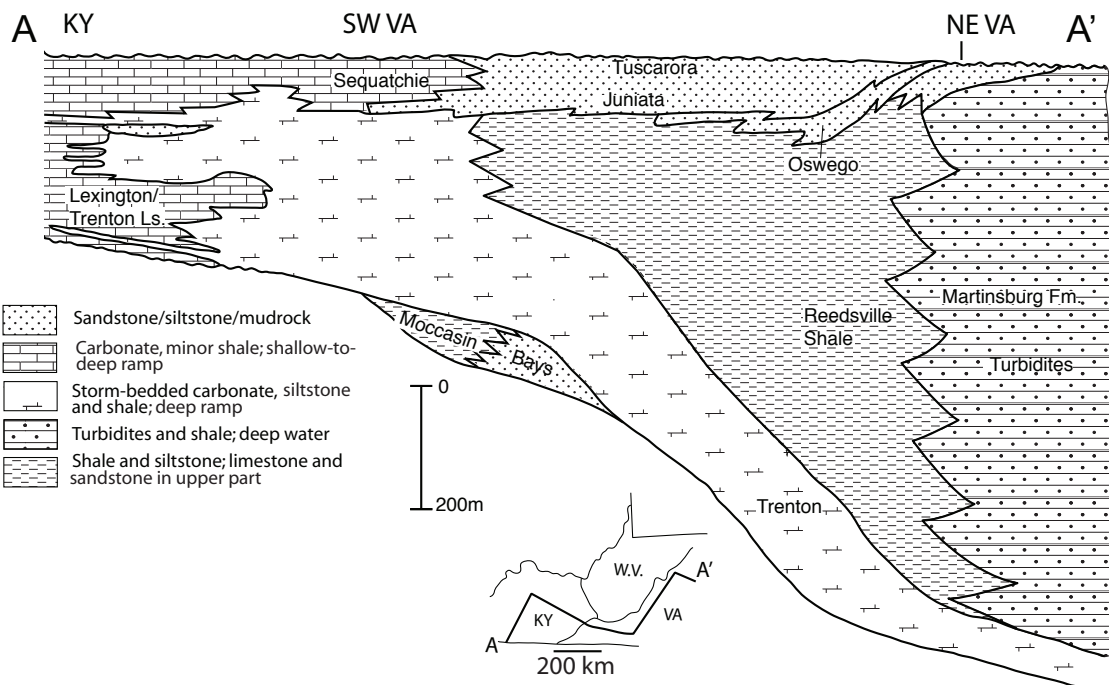 A KY SW VA NE VA A’
Sequatchie
Tuscarora
Juniata
Oswego
Lexington/
Trenton Ls.
Moccasin
Bays
Reedsville
Shale
Martinsburg Fm.
Turbidites
Trenton
Sandstone/siltstone/mudrock
Carbonate, minor shale; shallow-to-
deep ramp
Storm-bedded carbonate, siltstone
and shale; deep ramp
Turbidites and shale; deep water
Shale and siltstone; limestone and
sandstone in upper part
0
200m
W.V.
A’
KY
VA
A
200 km